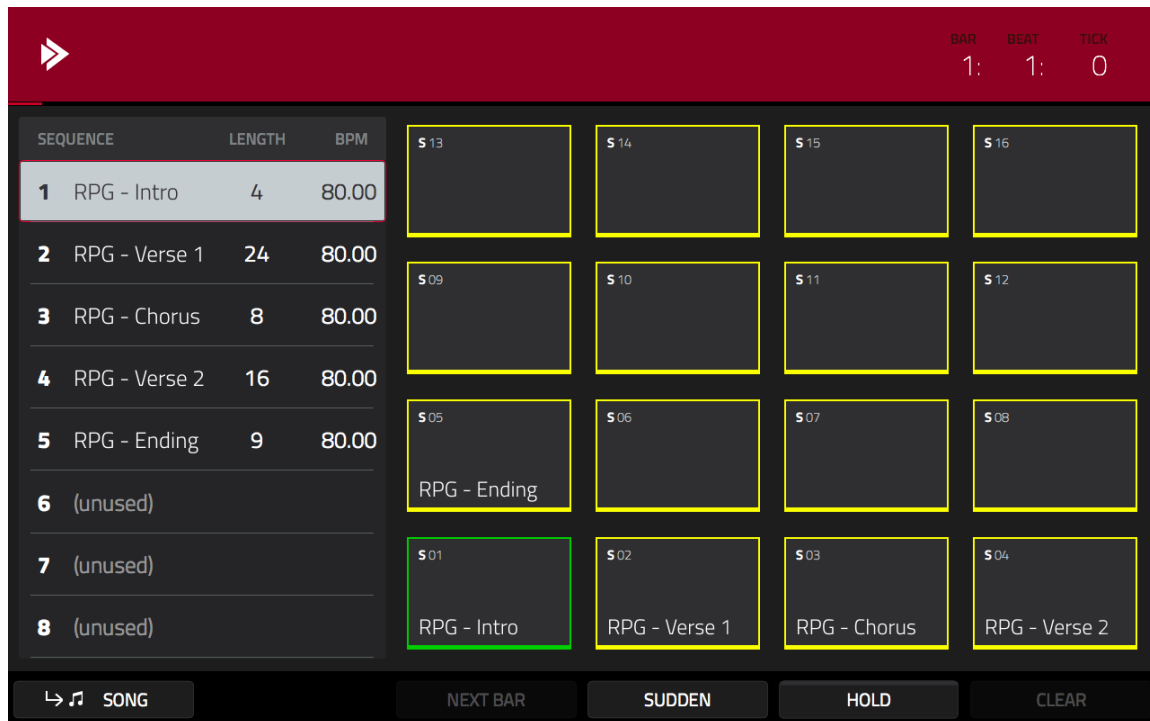 BAR BEAT TICK
1: 1: 0
SEQUENCE LENGTH BPM
1 RPG - Intro 4 80.00
2 RPG - Verse 1 24 80.00
3 RPG - Chorus 8 80.00
4 RPG - Verse 2 16 80.00
5 RPG - Ending 9 80.00
6 (unused)
7 (unused)
8 (unused)
S 13 S 14 S 15 S 16
S 09 S 10 S 11 S 12
S 05 S 06 S 07 S 08
RPG - Ending
S 01 S 02 S 03 S 04
RPG - Intro RPG - Verse 1 RPG - Chorus RPG - Verse 2
SONG NEXT BAR SUDDEN HOLD CLEAR